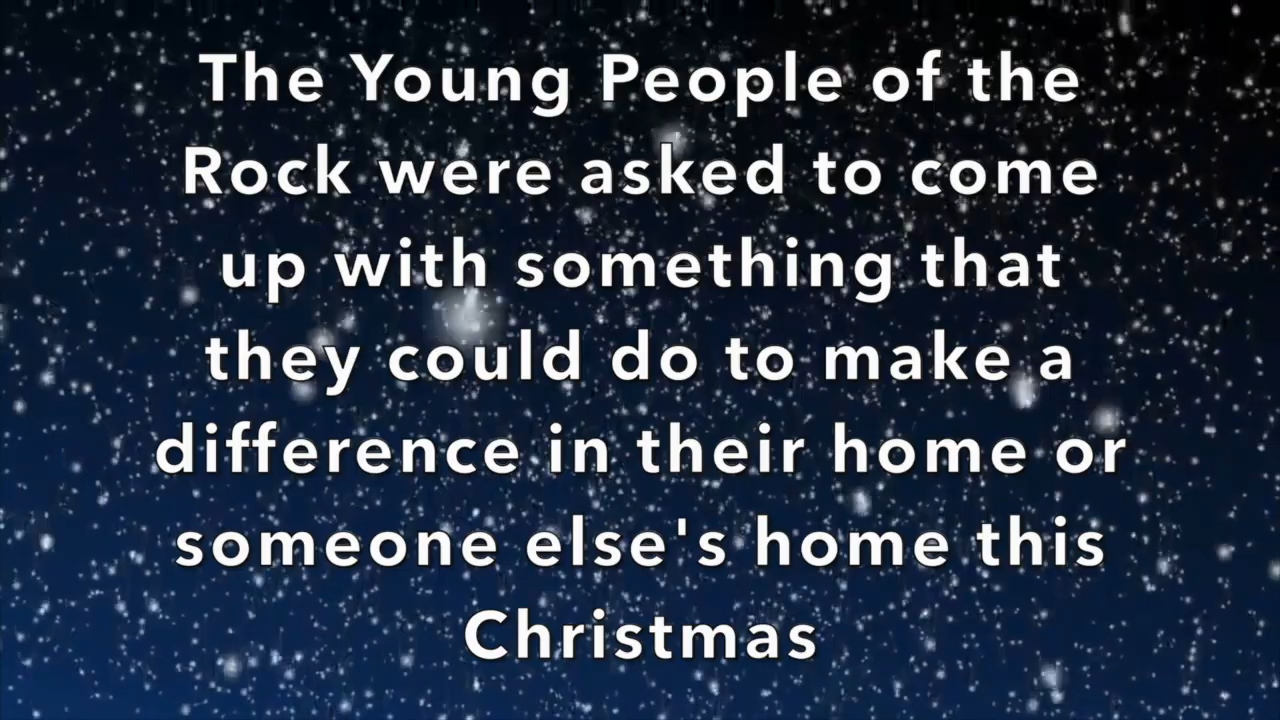 The Young People of the
Rock were asked to come
up with something that
they could do to make a
difference in their home or
someone else's home this
Christmas